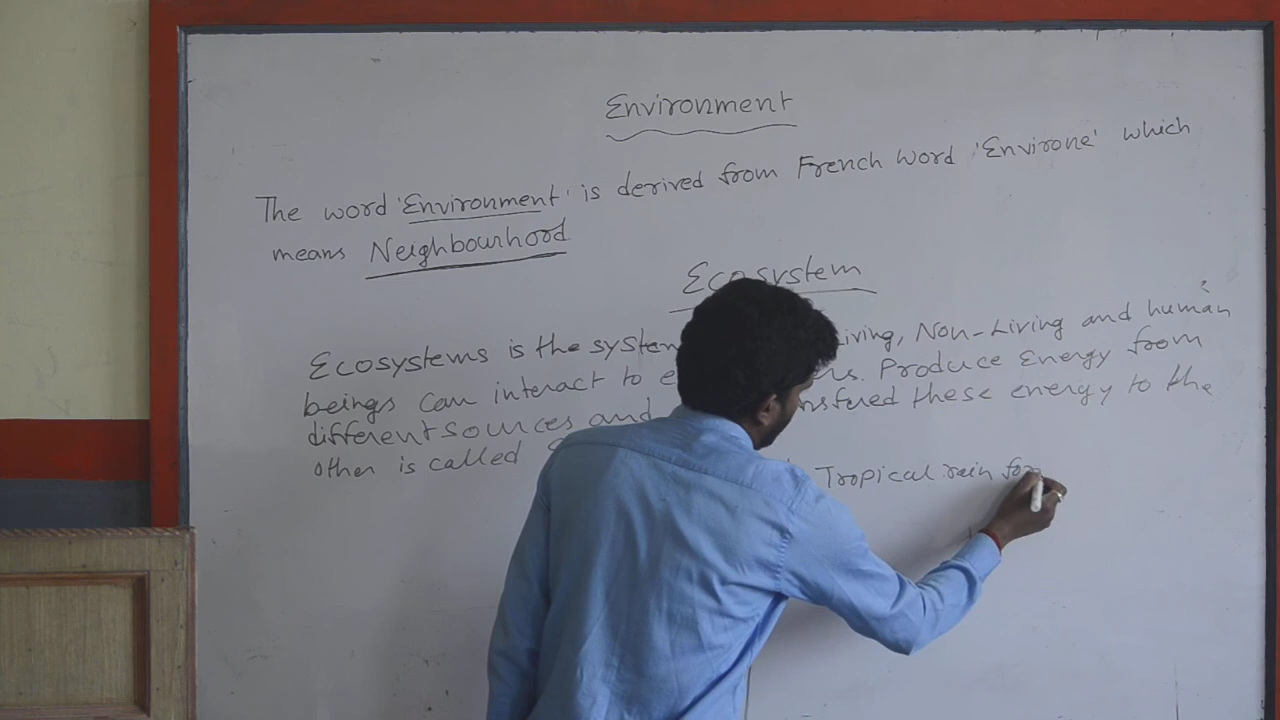 Environment
The word 'Environment' is derived from French word 'Environe' which
means Neighbourhood
Ecosystem
Ecosystems is the system Living, Non-Living and human
beings can interact to Produce Energy from
different sources and these energy to the
other is called Tropical rain for